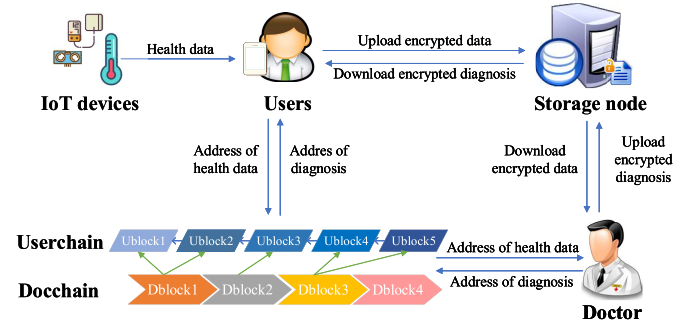 Health data
Upload encrypted data
Download encrypted diagnosis
IoT devices
Users
Storage node
Address of
health data
Addres of
diagnosis
Download
encrypted data
Upload
encrypted
diagnosis
Userchain
Ublock1
Ublock2
Ublock3
Ublock4
Ublock5
Address of health data
Address of diagnosis
Docchain
Dblock1
Dblock2
Dblock3
Dblock4
Doctor